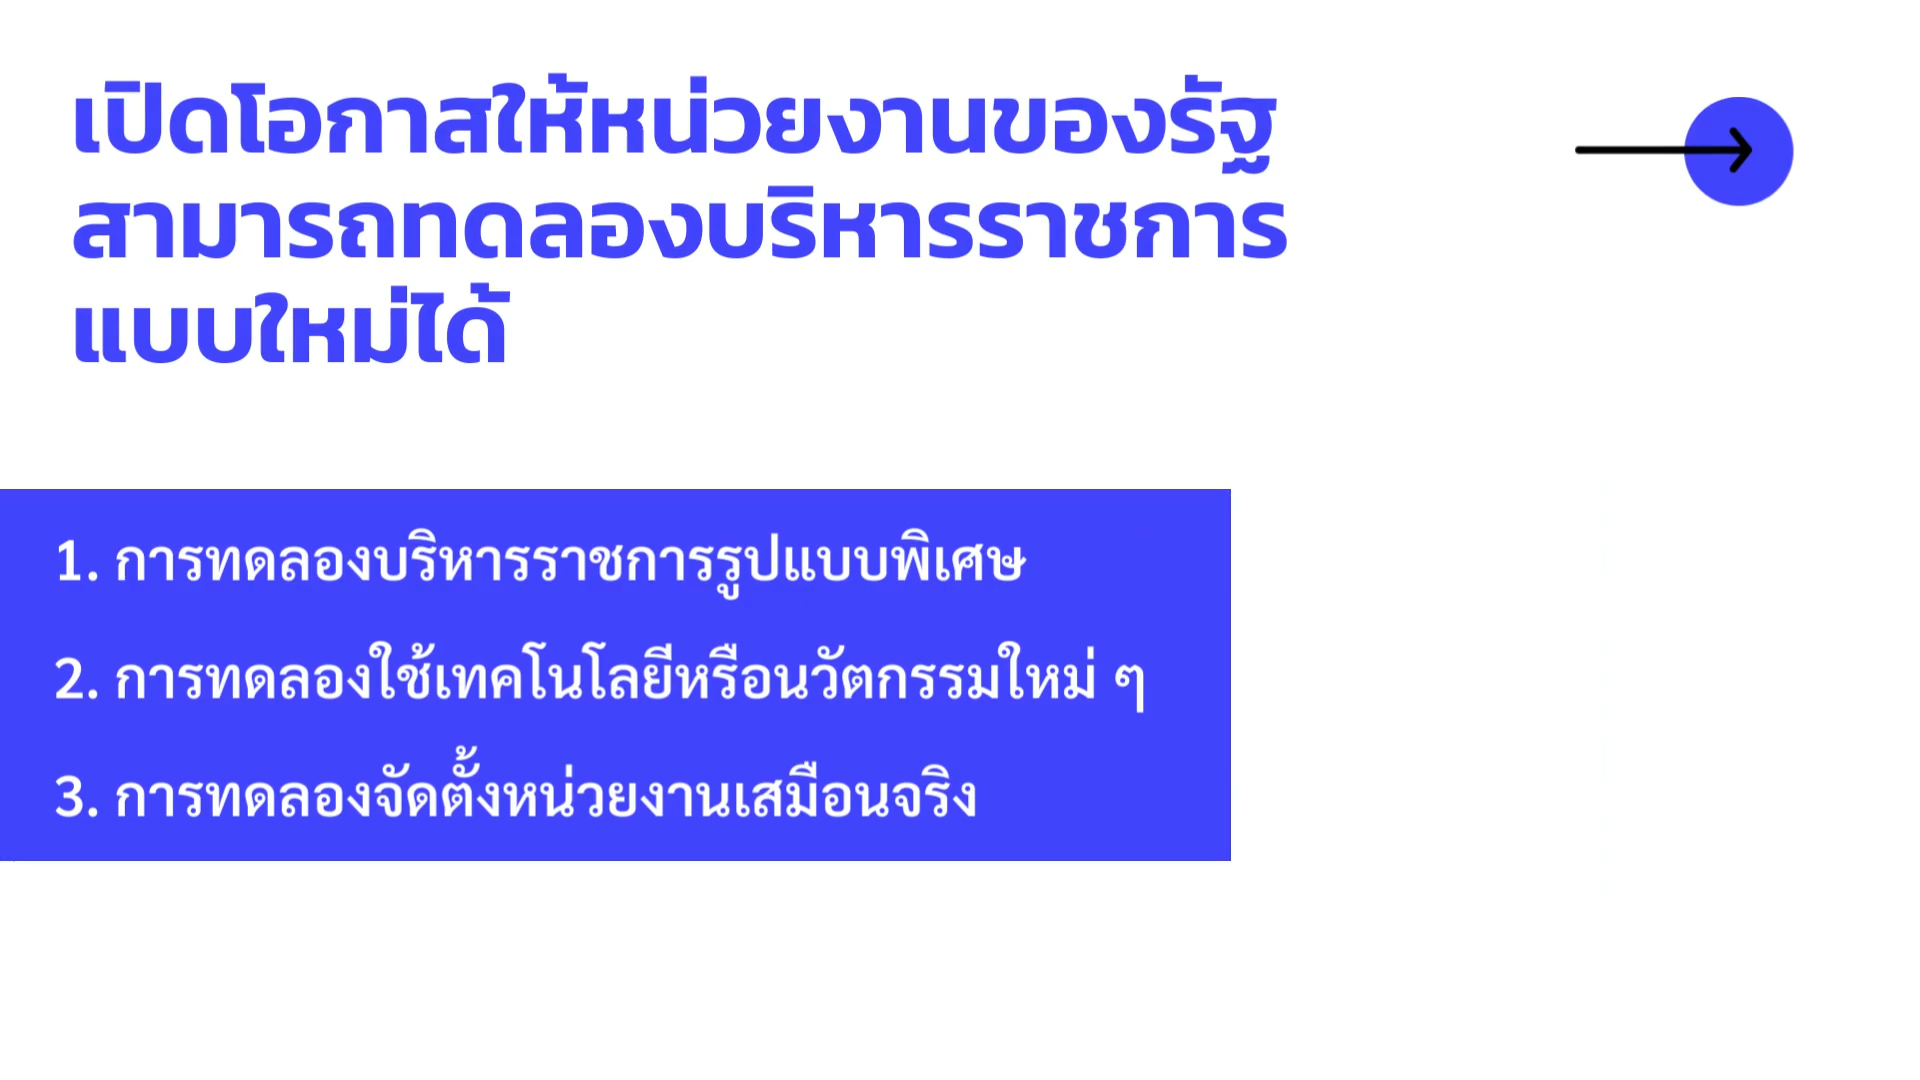 เปิดโอกาสให้หน่วยงานของรัฐ
สามารถทดลองบริหารราชการ
แบบใหม่ได้
1. การทดลองบริหารราชการรูปแบบพิเศษ
2. การทดลองใช้เทคโนโลยีหรือนวัตกรรมใหม่ ๆ
3. การทดลองจัดตั้งหน่วยงานเสมือนจริง